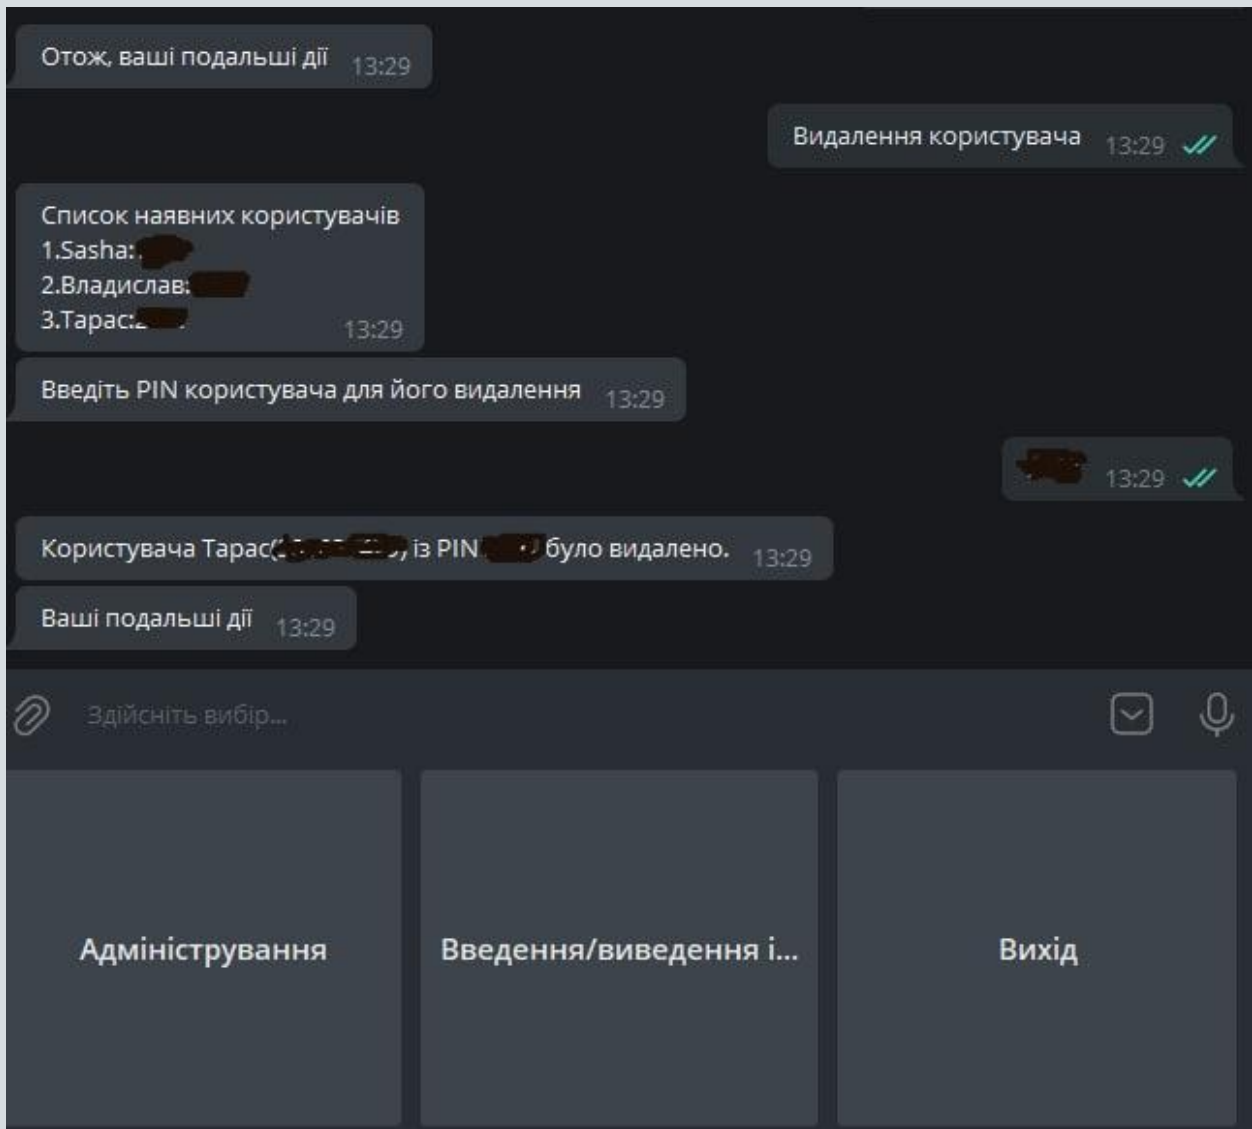 Отож, ваші подальші дії 13:29
Видалення користувача 13:29
Список наявних користувачів
1.Sasha:
2.Владислав:
3.Тарас:
13:29
Введіть PIN користувача для його видалення 13:29
13:29
Користувача Тарас( ) із PIN було видалено. 13:29
Ваші подальші дії 13:29
Здійсніть вибір...
Адміністрування
Введення/виведення і...
Вихід